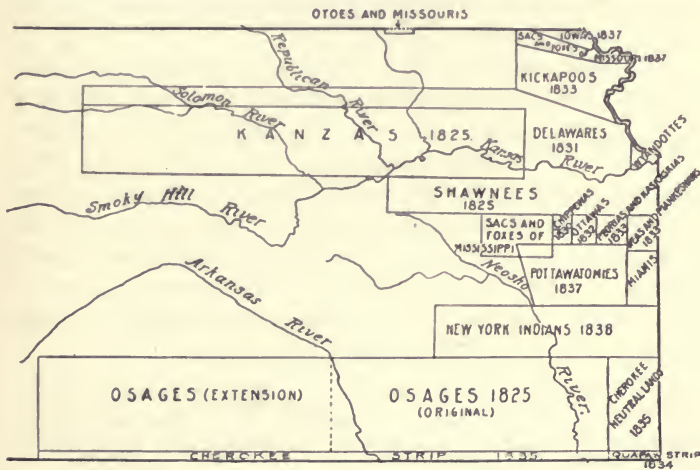 OTOES AND MISSOURIS
SACS
AND FOXES OF
MISSOURI 1837
IOWAS 1837
KICKAPOOS
1833
Republican
River
Solomon
River
KANZAS 1825.
Kansas
River
DELAWARES
1831
WYANDOTTES
SHAWNEES
1825
Smoky Hill
River
SACS AND
FOXES OF
MISSISSIPPI
CHIPPEWAS
1830
OTTAWAS
1832
PEORIAS AND KASKASKIAS
1833
WEAS AND PIANKESHAWS
1833
MIAMIS
POTTAWATOMIES
1837
Neosho
River.
Arkansas
River
NEW YORK INDIANS 1838
OSAGES (EXTENSION)
OSAGES 1825
(ORIGINAL)
CHEROKEE
NEUTRAL LANDS
1835
CHEROKEE STRIP 1835
QUAPAW STRIP
1834